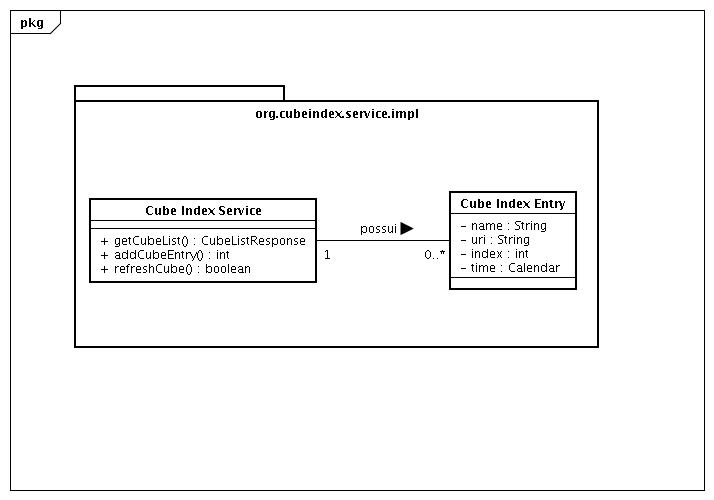 pkg
org.cubeindex.service.impl
Cube Index Service
+ getCubeList() : CubeListResponse
+ addCubeEntry() : int
+ refreshCube() : boolean
possui
1
0..*
Cube Index Entry
- name : String
- uri : String
- index : int
- time : Calendar